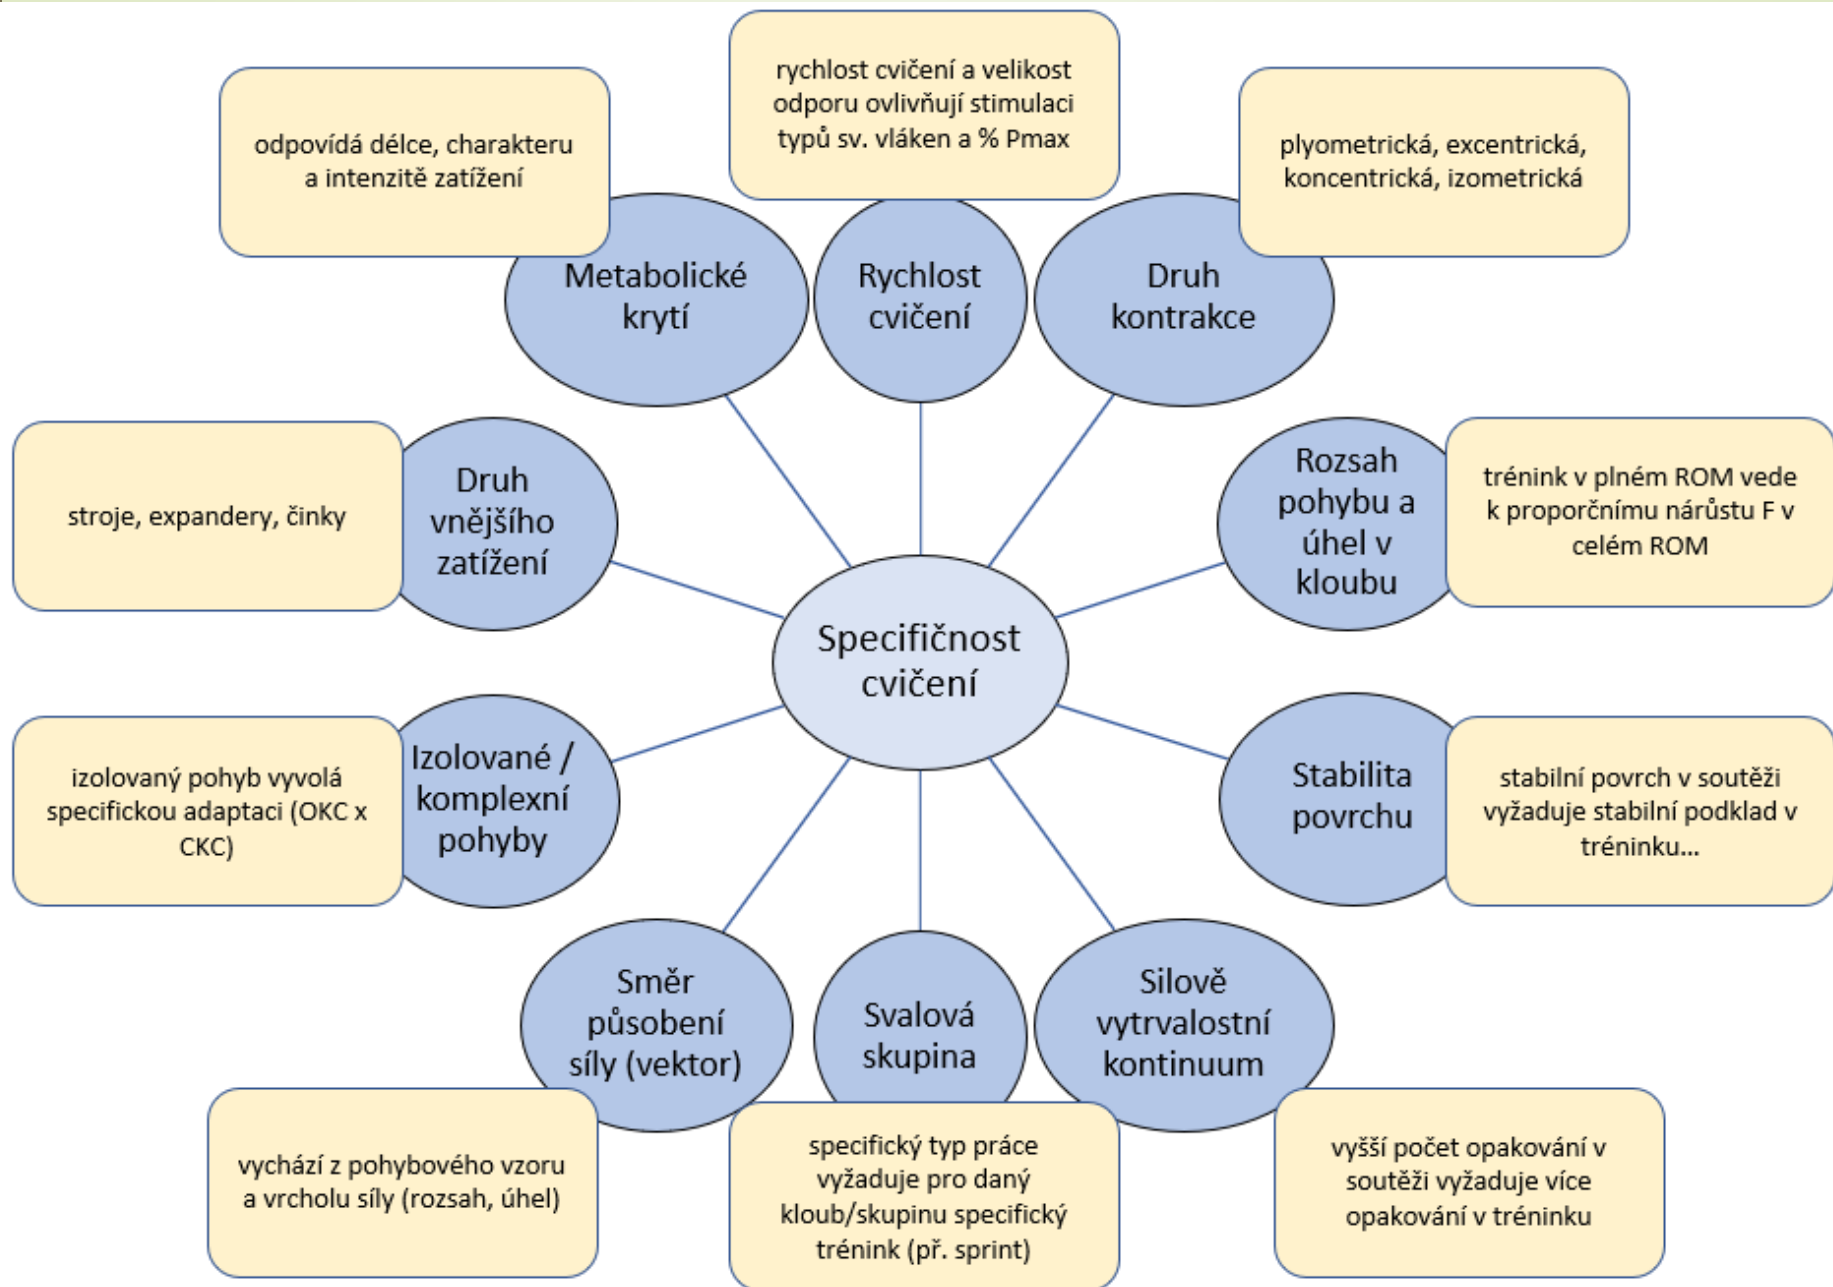 rychlost cvičení a velikost
odporu ovlivňují stimulaci
typů sv. vláken a % Pmax
odpovídá délce, charakteru
a intenzitě zatížení
plyometrická, excentrická,
koncentrická, izometrická
Metabolické
krytí
Rychlost
cvičení
Druh
kontrakce
stroje, expandery, činky
Druh
vnějšího
zatížení
Rozsah
pohybu a
úhel v
kloubu
trénink v plném ROM vede
k proporčnímu nárůstu F v
celém ROM
Specifičnost
cvičení
izolovaný pohyb vyvolá
specifickou adaptaci (OKC x
CKC)
Izolované /
komplexní
pohyby
Stabilita
povrchu
stabilní povrch v soutěži
vyžaduje stabilní podklad v
tréninku...
Směr
působení
síly (vektor)
Svalová
skupina
Silově
vytrvalostní
kontinuum
vychází z pohybového vzoru
a vrcholu síly (rozsah, úhel)
specifický typ práce
vyžaduje pro daný
kloub/skupinu specifický
trénink (př. sprint)
vyšší počet opakování v
soutěži vyžaduje více
opakování v tréninku